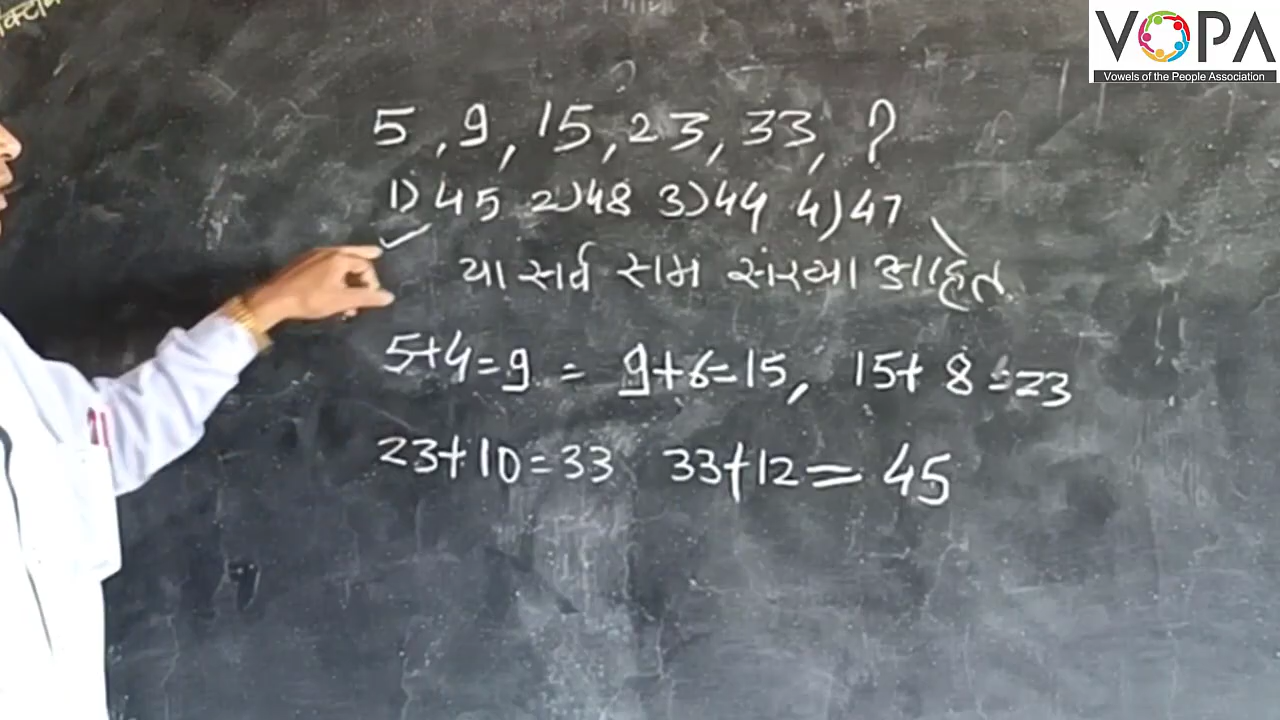 VOPA
Vowels of the People Association
5, 9, 15, 23, 33, ?
1) 45 2) 48 3) 44 4) 47
या सर्व सम संख्या आहेत.
5+4=9 = 9+6=15, 15+8=23
23+10=33 33+12=45